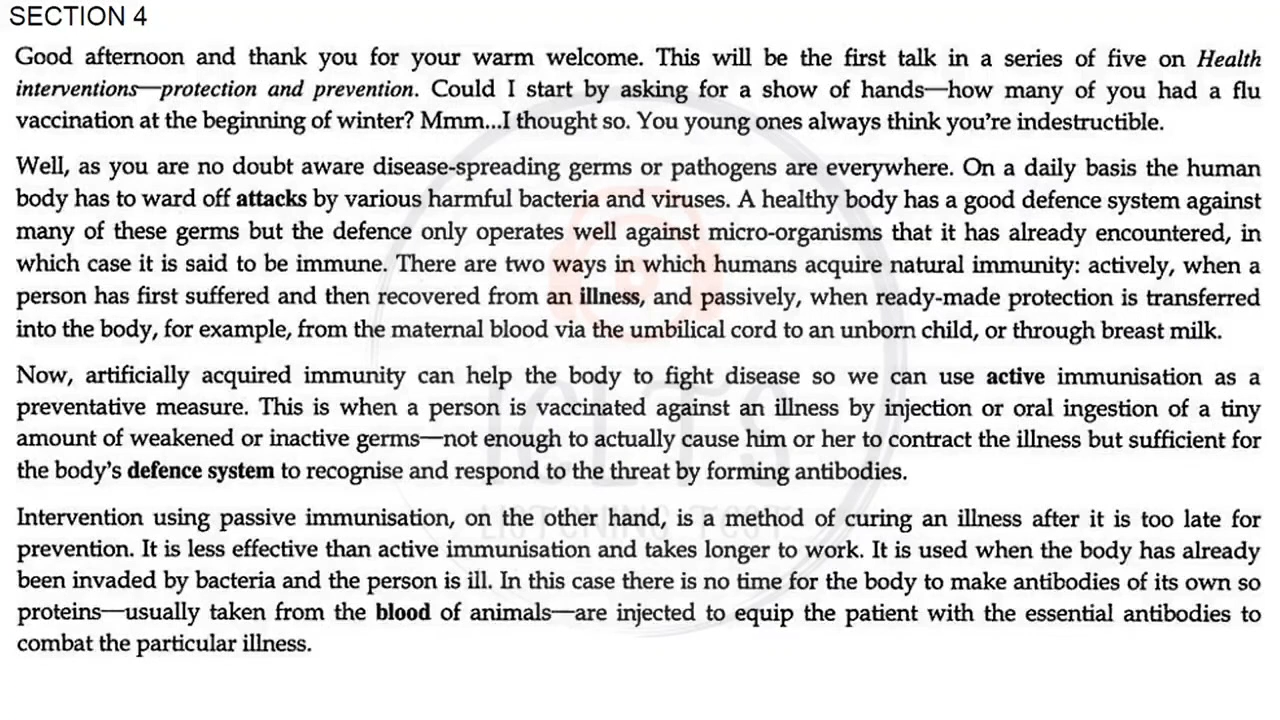 SECTION 4
Good afternoon and thank you for your warm welcome. This will be the first talk in a series of five on Health
interventions—protection and prevention. Could I start by asking for a show of hands—how many of you had a flu
vaccination at the beginning of winter? Mmm...I thought so. You young ones always think you're indestructible.
Well, as you are no doubt aware disease-spreading germs or pathogens are everywhere. On a daily basis the human
body has to ward off attacks by various harmful bacteria and viruses. A healthy body has a good defence system against
many of these germs but the defence only operates well against micro-organisms that it has already encountered, in
which case it is said to be immune. There are two ways in which humans acquire natural immunity: actively, when a
person has first suffered and then recovered from an illness, and passively, when ready-made protection is transferred
into the body, for example, from the maternal blood via the umbilical cord to an unborn child, or through breast milk.
Now, artificially acquired immunity can help the body to fight disease so we can use active immunisation as a
preventative measure. This is when a person is vaccinated against an illness by injection or oral ingestion of a tiny
amount of weakened or inactive germs—not enough to actually cause him or her to contract the illness but sufficient for
the body's defence system to recognise and respond to the threat by forming antibodies.
Intervention using passive immunisation, on the other hand, is a method of curing an illness after it is too late for
prevention. It is less effective than active immunisation and takes longer to work. It is used when the body has already
been invaded by bacteria and the person is ill. In this case there is no time for the body to make antibodies of its own so
proteins—usually taken from the blood of animals—are injected to equip the patient with the essential antibodies to
combat the particular illness.
IELTS
LISTENING TEST